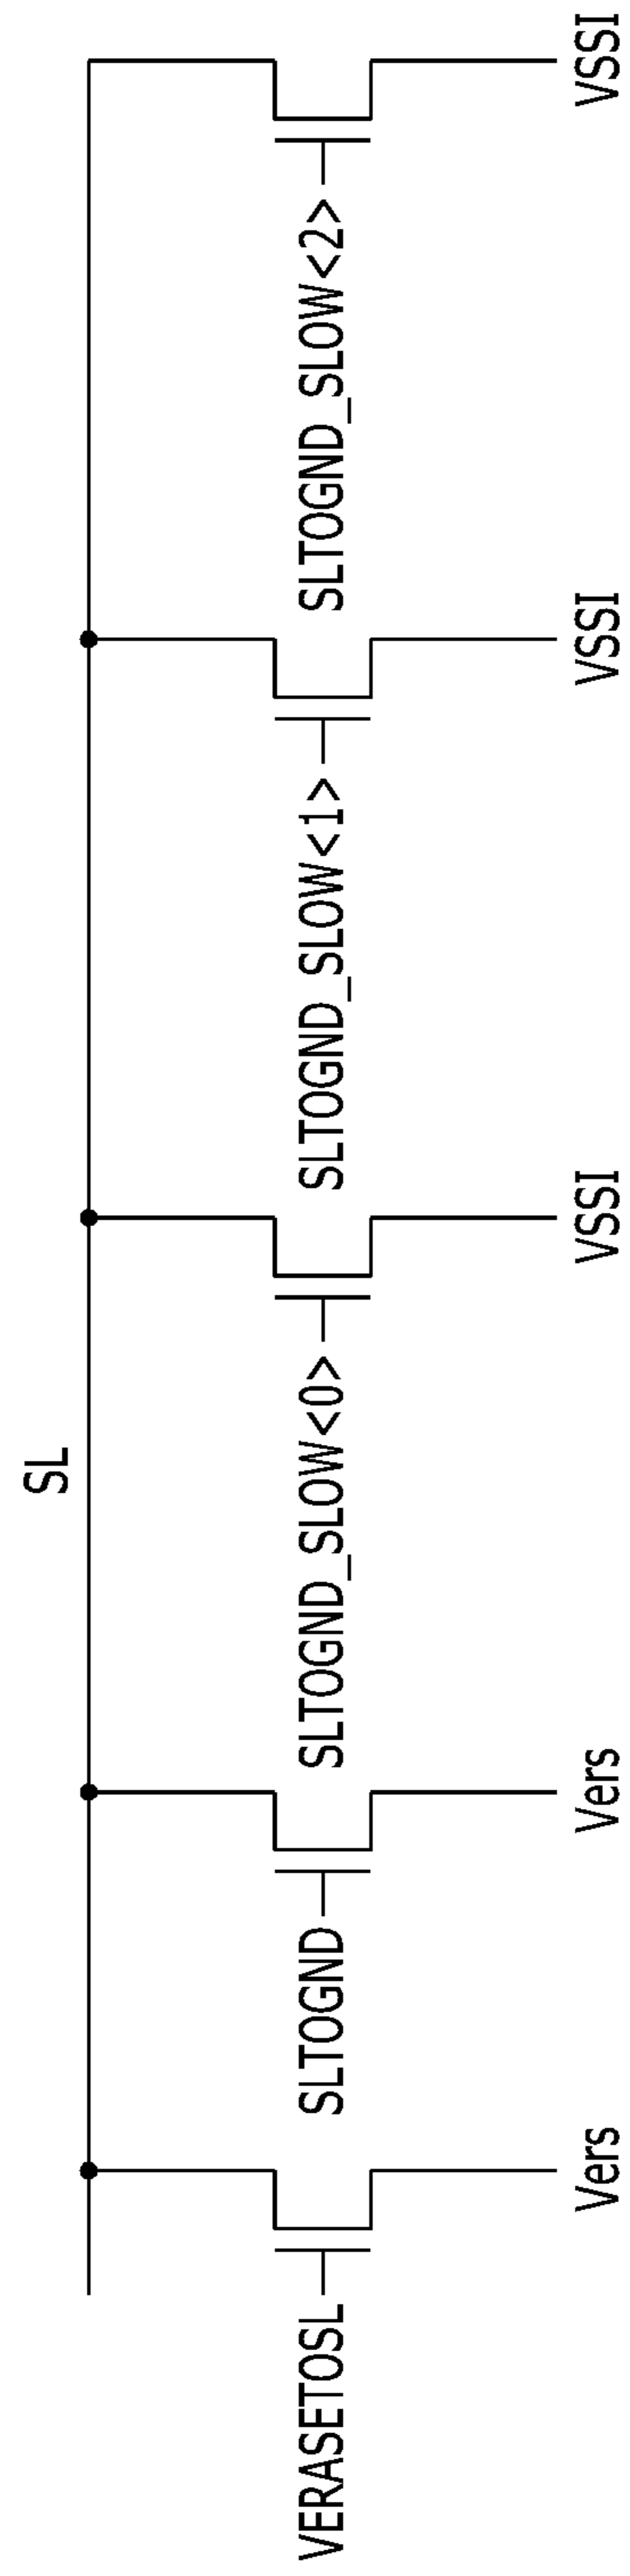 SL
VERASETOSL
SLTOGND
SLTOGND_SLOW<0>
SLTOGND_SLOW<1>
SLTOGND_SLOW<2>
Vers
Vers
VSSI
VSSI
VSSI